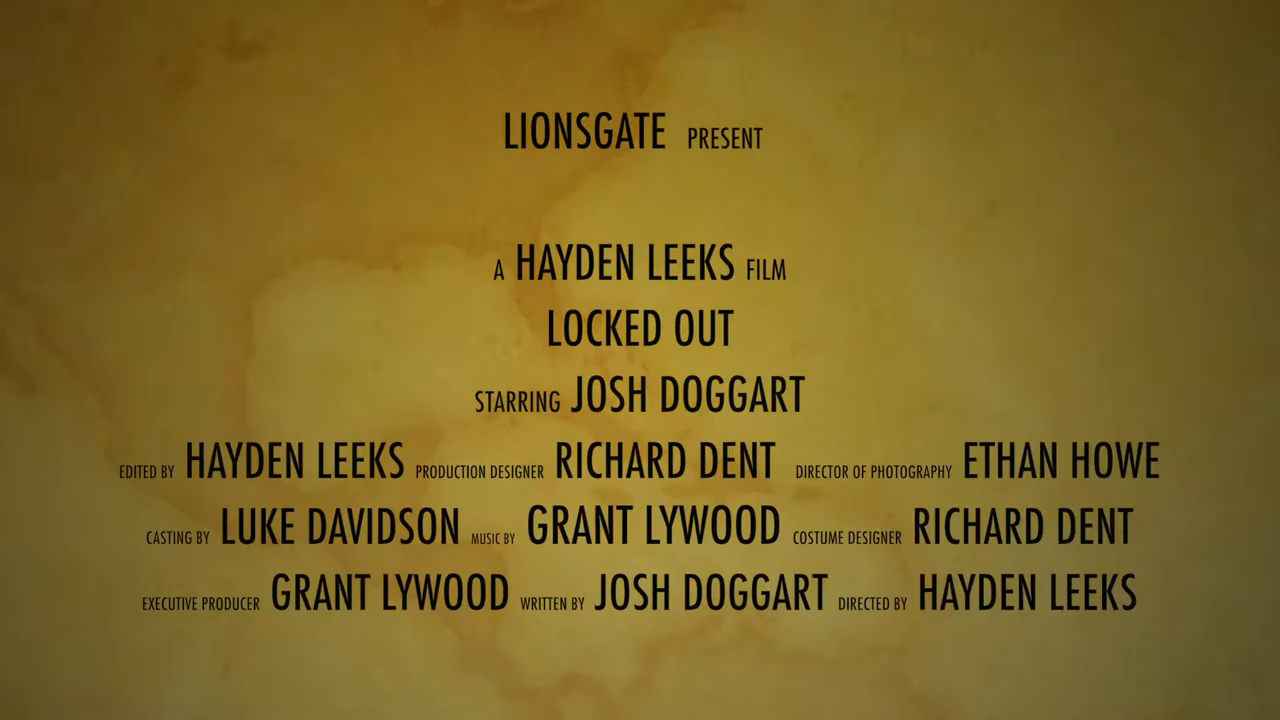 LIONSGATE PRESENT
A HAYDEN LEEKS FILM
LOCKED OUT
STARRING JOSH DOGGART
EDITED BY HAYDEN LEEKS PRODUCTION DESIGNER RICHARD DENT DIRECTOR OF PHOTOGRAPHY ETHAN HOWE
CASTING BY LUKE DAVIDSON MUSIC BY GRANT LYWOOD COSTUME DESIGNER RICHARD DENT
EXECUTIVE PRODUCER GRANT LYWOOD WRITTEN BY JOSH DOGGART DIRECTED BY HAYDEN LEEKS